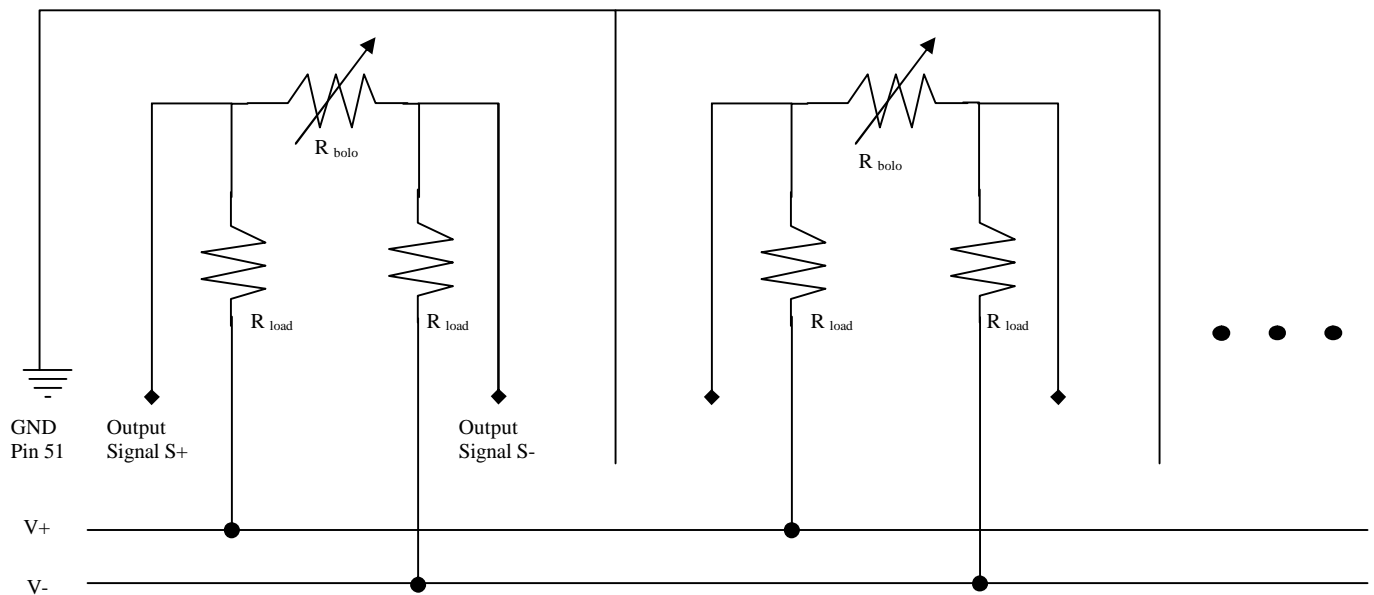 R bolo
R bolo
R load
R load
R load
R load
GND
Pin 51
Output
Signal S+
Output
Signal S-
V+
V-